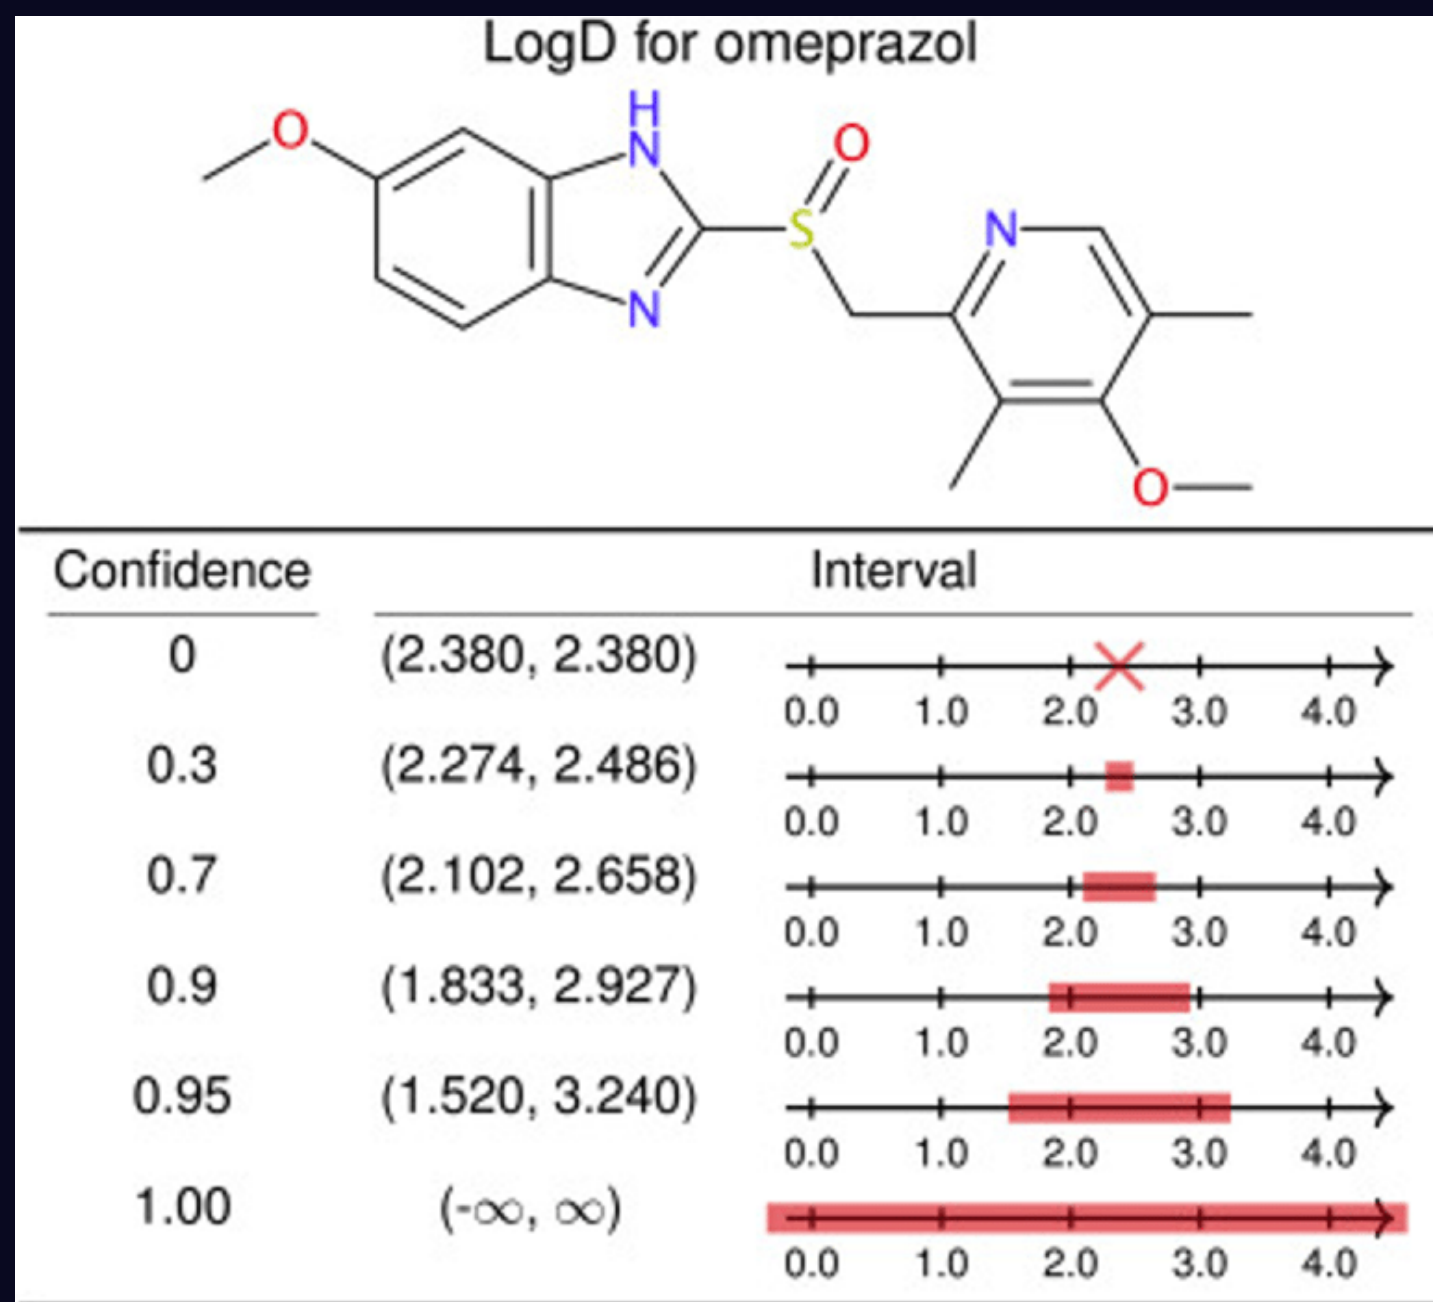 LogD for omeprazol
H
O
O
N
S
N
N
O
Confidence Interval
0 (2.380, 2.380)
0.0 1.0 2.0 3.0 4.0
0.3 (2.274, 2.486)
0.0 1.0 2.0 3.0 4.0
0.7 (2.102, 2.658)
0.0 1.0 2.0 3.0 4.0
0.9 (1.833, 2.927)
0.0 1.0 2.0 3.0 4.0
0.95 (1.520, 3.240)
0.0 1.0 2.0 3.0 4.0
1.00 (-∞, ∞)
0.0 1.0 2.0 3.0 4.0